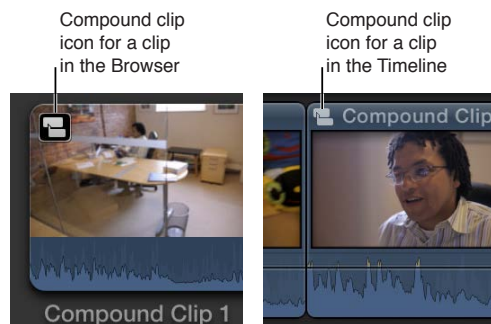 Compound clip
icon for a clip
in the Browser
Compound clip
icon for a clip
in the Timeline
Compound Clip
Compound Clip 1